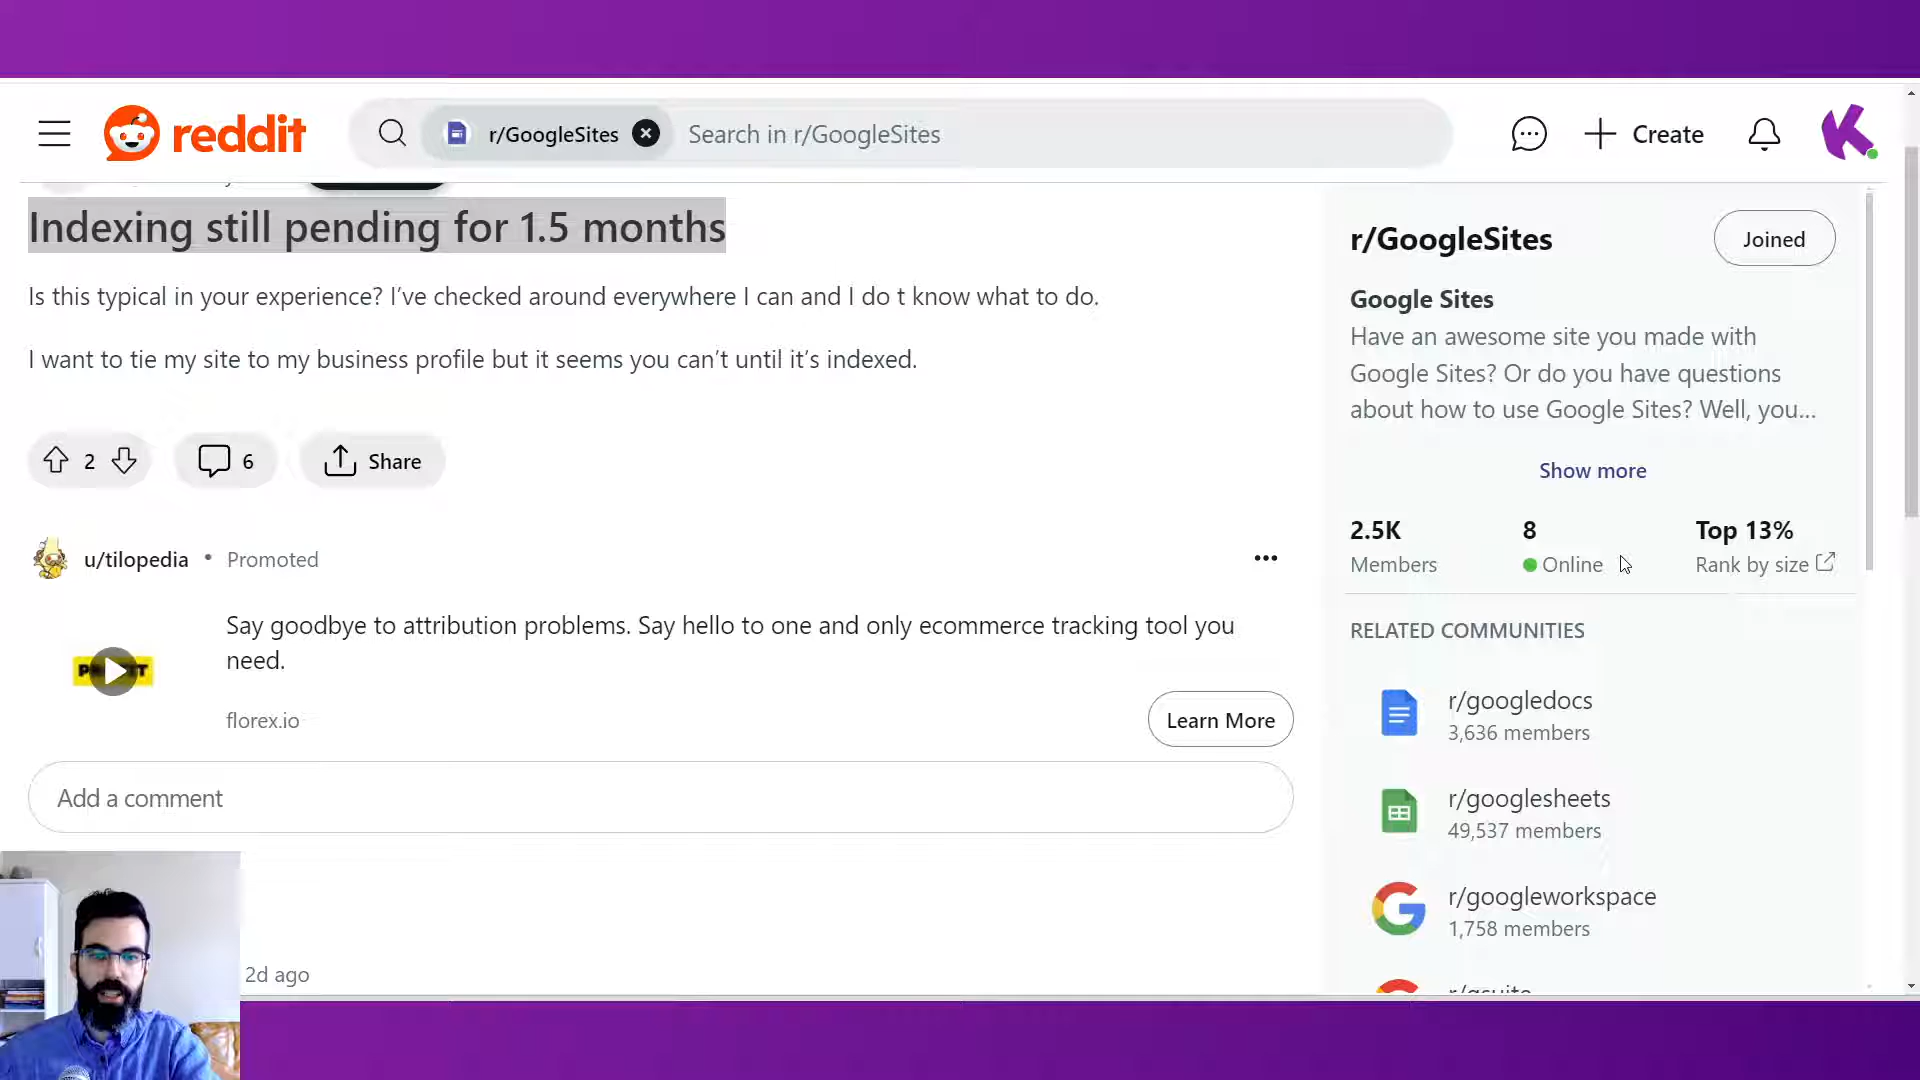 reddit
r/GoogleSites
Search in r/GoogleSites
Create
Indexing still pending for 1.5 months
Is this typical in your experience? I’ve checked around everywhere I can and I do t know what to do.
I want to tie my site to my business profile but it seems you can’t until it’s indexed.
2
6
Share
u/tilopedia • Promoted
Say goodbye to attribution problems. Say hello to one and only ecommerce tracking tool you
need.
florex.io
Learn More
Add a comment
2d ago
r/GoogleSites
Joined
Google Sites
Have an awesome site you made with
Google Sites? Or do you have questions
about how to use Google Sites? Well, you...
Show more
2.5K
Members
8
Online
Top 13%
Rank by size
RELATED COMMUNITIES
r/googledocs
3,636 members
r/googlesheets
49,537 members
r/googleworkspace
1,758 members